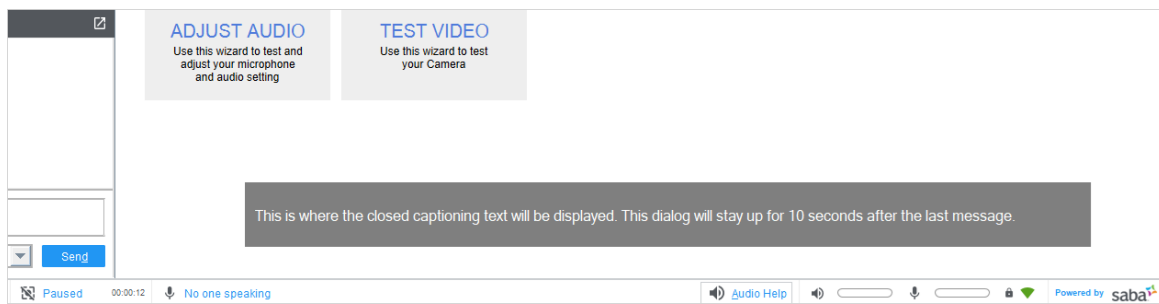 ADJUST AUDIO
Use this wizard to test and
adjust your microphone
and audio setting
TEST VIDEO
Use this wizard to test
your Camera
This is where the closed captioning text will be displayed. This dialog will stay up for 10 seconds after the last message.
Send
Paused
00:00:12
No one speaking
Audio Help
Powered by saba